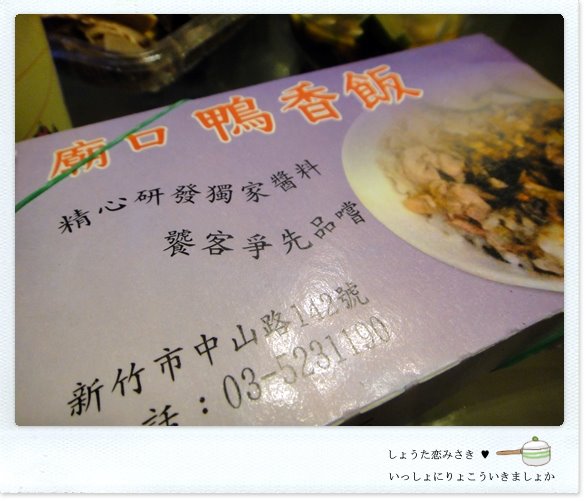 廟口 鴨香飯
精心研發獨家醬料
饕客爭先品嚐
新竹市中山路142號
話：03-5231190
しょうた恋みさき ♥
いっしょにりょこういきましょか